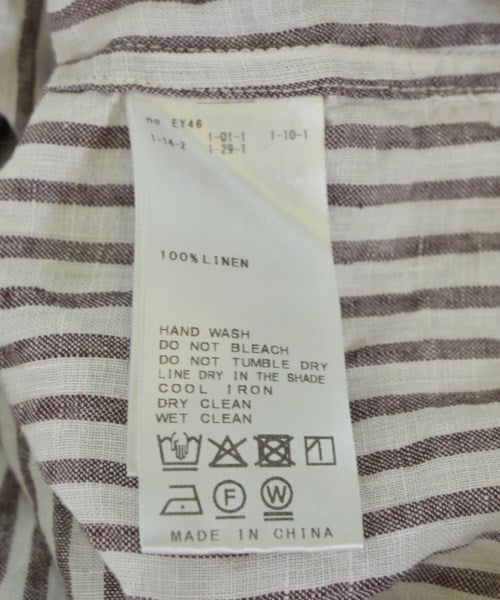 no. EY46
1-01-1 1-10-1
1-14-2 1-29-1
100% LINEN
HAND WASH
DO NOT BLEACH
DO NOT TUMBLE DRY
LINE DRY IN THE SHADE
COOL IRON
DRY CLEAN
WET CLEAN
F W
MADE IN CHINA